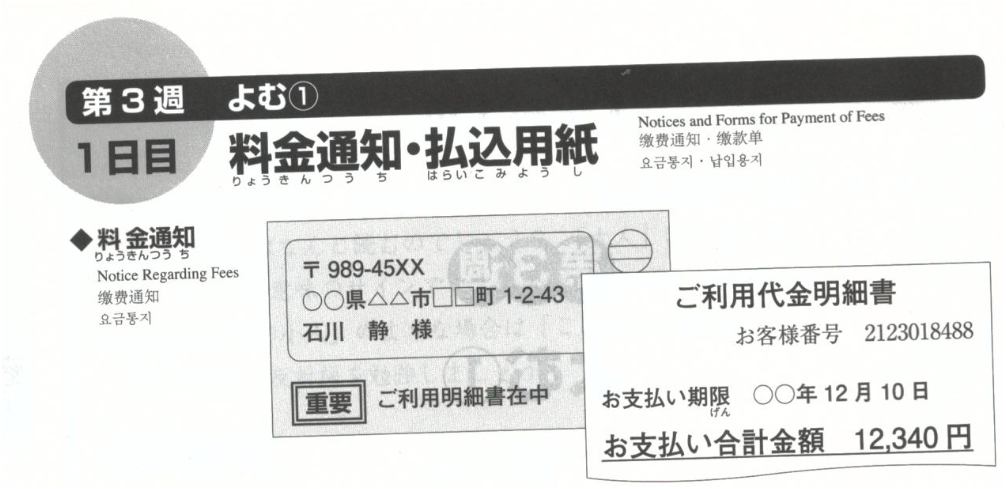 第3週 よむ①
1日目 料金通知・払込用紙
りょうきんつうち はらいこみようし
Notices and Forms for Payment of Fees
缴费通知・缴款单
요금통지・납입용지
◆料金通知
りょうきんつうち
Notice Regarding Fees
缴费通知
요금통지
〒 989-45XX
○○県△△市□□町 1-2-43
石川 静 様
重要 ご利用明細書在中
ご利用代金明細書
お客様番号 2123018488
お支払い期限 ○○年 12 月 10 日
げん
お支払い合計金額 12,340 円